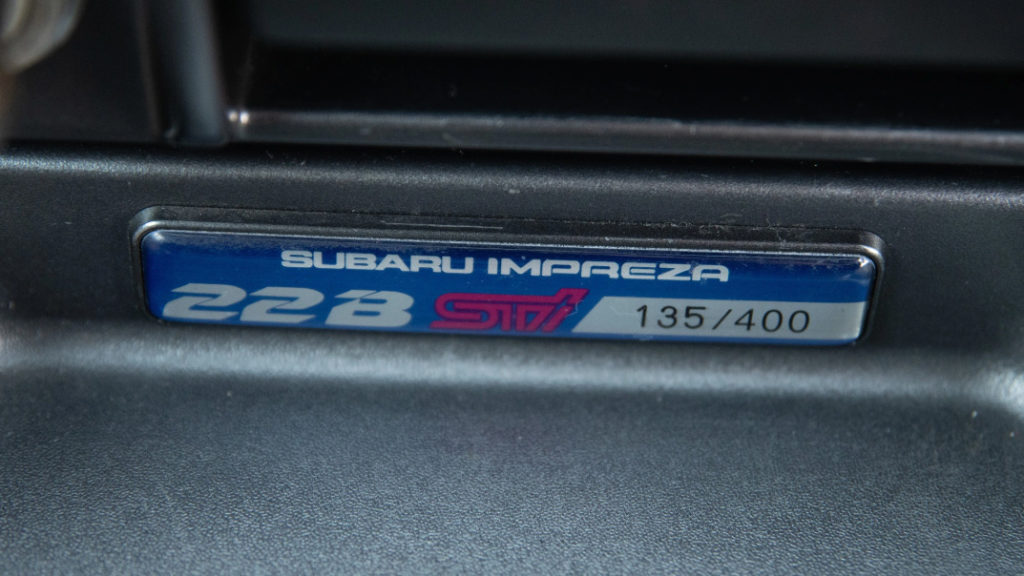 SUBARU IMPREZA
22B STi 135/400